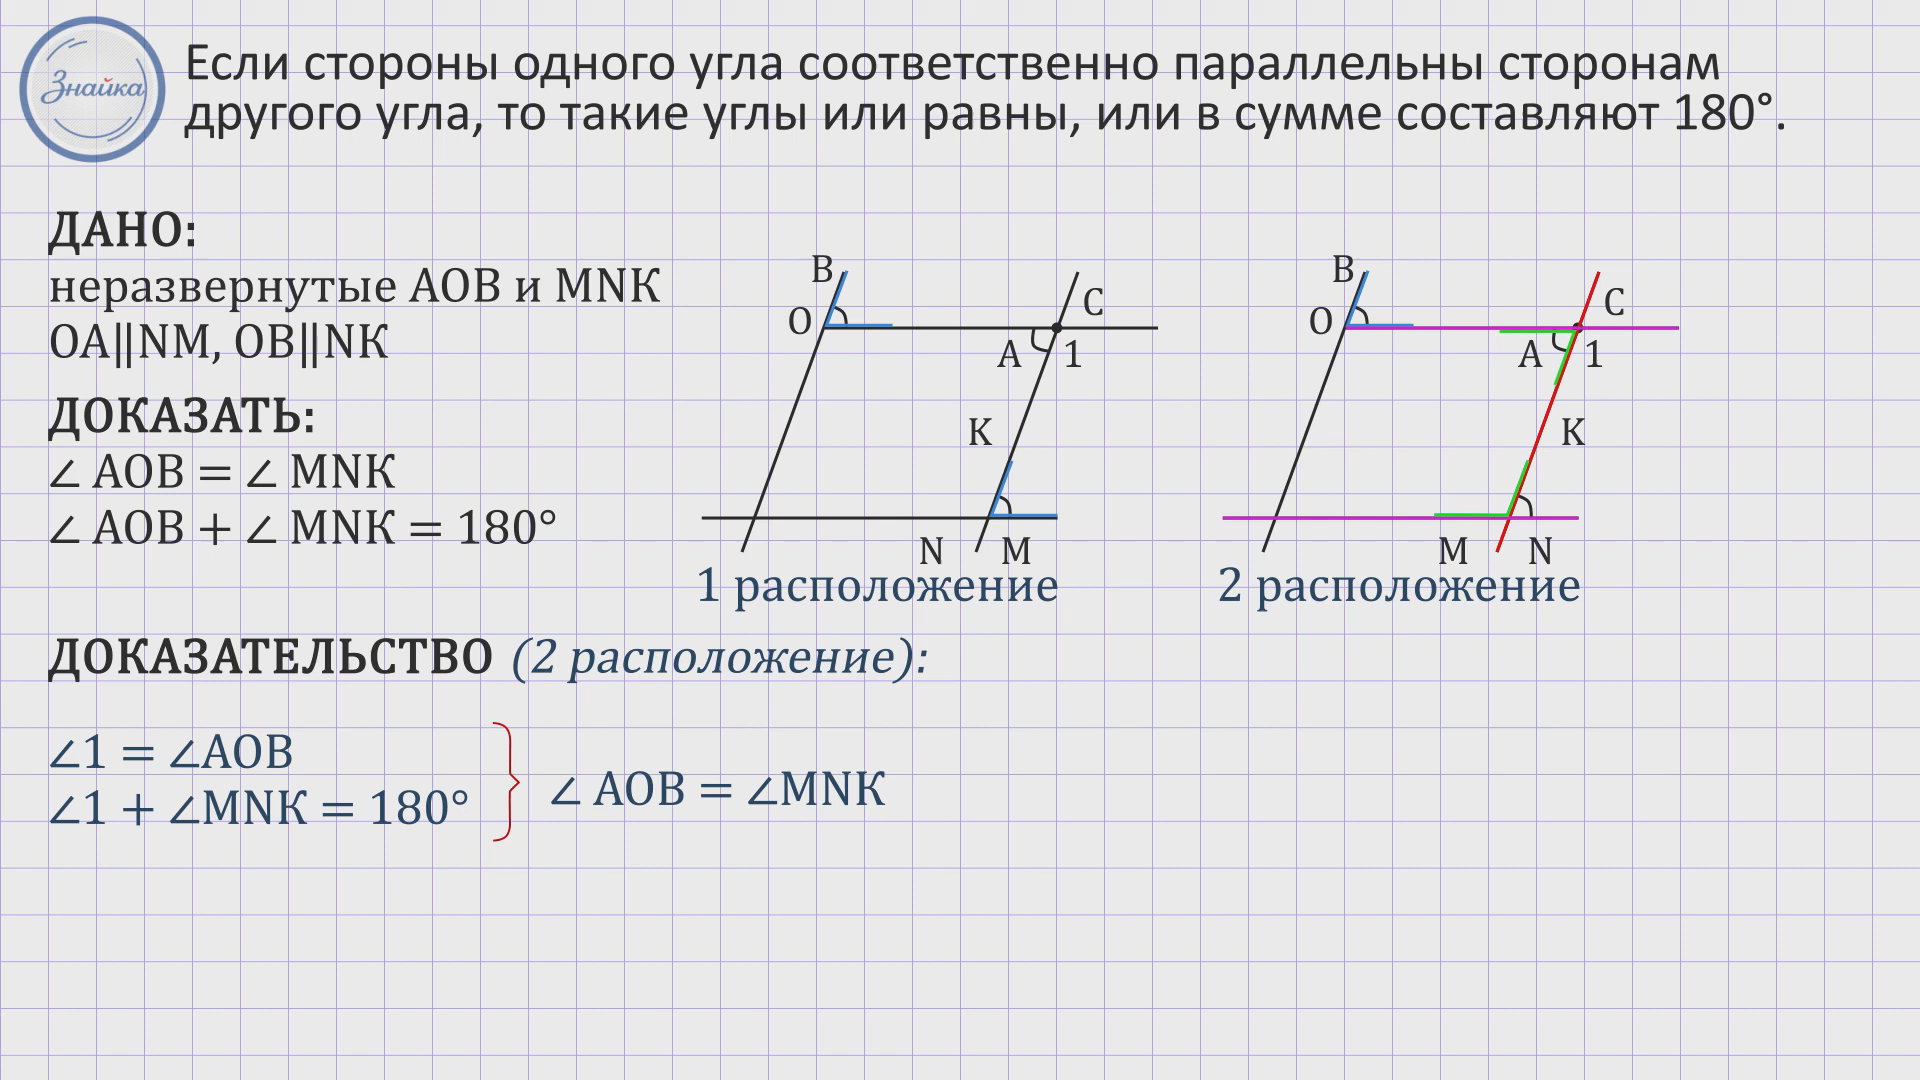 Знайка
Если стороны одного угла соответственно параллельны сторонам
другого угла, то такие углы или равны, или в сумме составляют 180°.
ДАНО:
неразвернутые AOB и MNK
OA∥NM, OB∥NK
ДОКАЗАТЬ:
∠ AOB = ∠ MNK
∠ AOB + ∠ MNK = 180°
B
O
C
A
1
K
N
M
1 расположение
B
O
C
A
1
K
M
N
2 расположение
ДОКАЗАТЕЛЬСТВО (2 расположение):
∠1 = ∠AOB
∠1 + ∠MNK = 180°
∠ AOB = ∠MNK